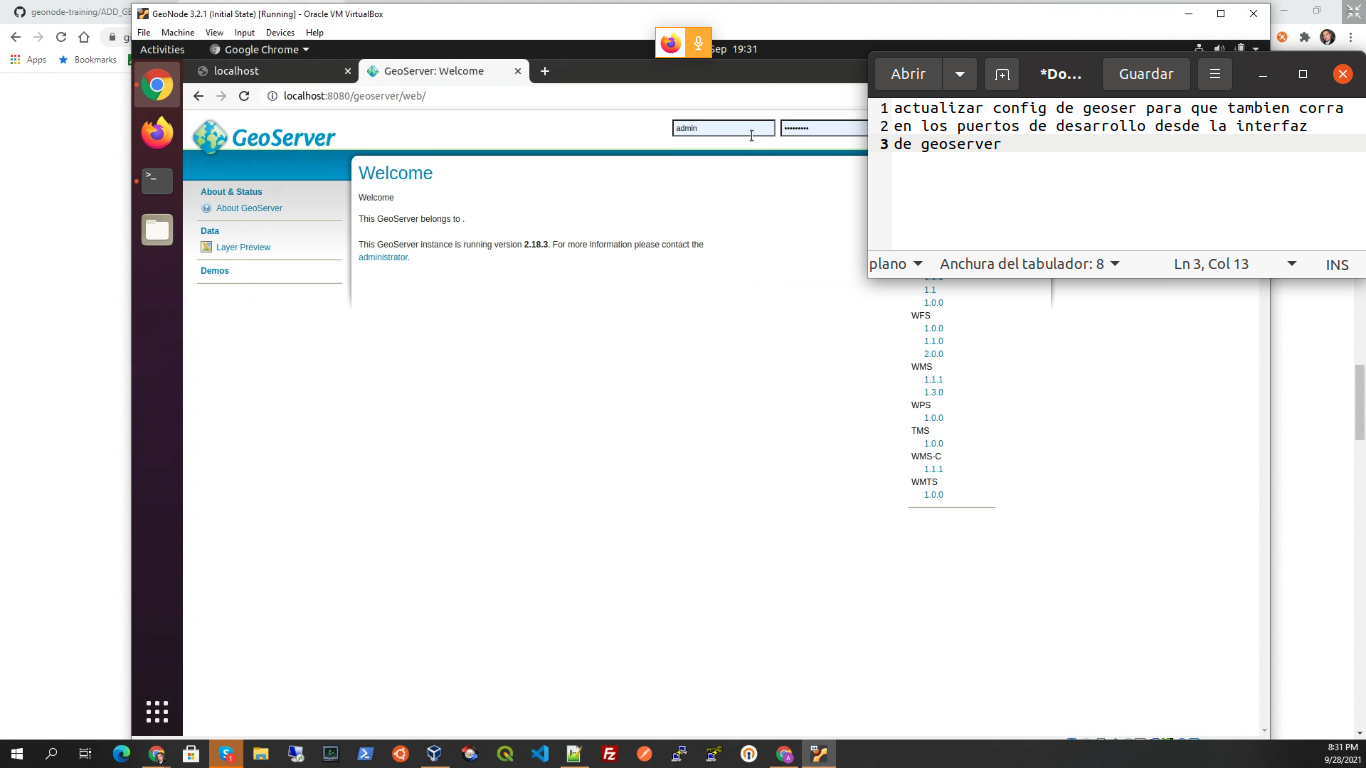 geonode-training/ADD_GE
GeoNode 3.2.1 (Initial State) [Running] - Oracle VM VirtualBox
File Machine View Input Devices Help
Activities
Google Chrome
Sep 19:31
Apps
Bookmarks
localhost
GeoServer: Welcome
localhost:8080/geoserver/web/
Abrir
*Do...
Guardar
1 actualizar config de geoser para que tambien corra
2 en los puertos de desarrollo desde la interfaz
3 de geoserver
plano
Anchura del tabulador: 8
Ln 3, Col 13
INS
GeoServer
admin
•••••••••
About & Status
About GeoServer
Data
Layer Preview
Demos
Welcome
Welcome
This GeoServer belongs to .
This GeoServer instance is running version 2.18.3. For more information please contact the
administrator.
1.1
1.0.0
WFS
1.0.0
1.1.0
2.0.0
WMS
1.1.1
1.3.0
WPS
1.0.0
TMS
1.0.0
WMS-C
1.1.1
WMTS
1.0.0
8:31 PM
9/28/2021